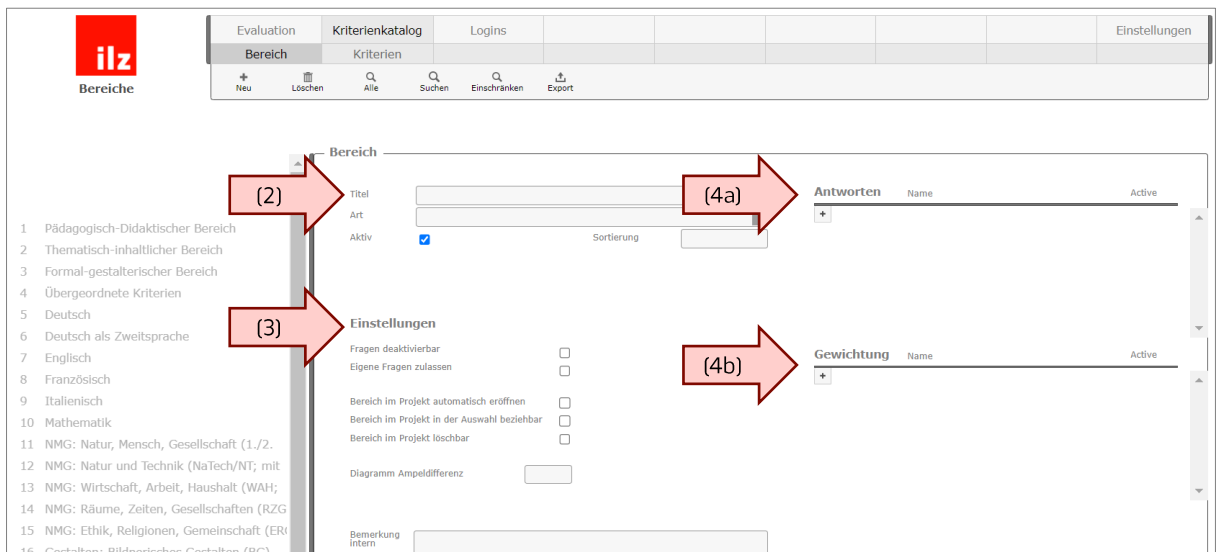 ilz
Bereiche
Evaluation Kriterienkatalog Logins Einstellungen
Bereich Kriterien
Neu Löschen Alle Suchen Einschränken Export
1 Pädagogisch-Didaktischer Bereich
2 Thematisch-inhaltlicher Bereich
3 Formal-gestalterischer Bereich
4 Übergeordnete Kriterien
5 Deutsch
6 Deutsch als Zweitsprache
7 Englisch
8 Französisch
9 Italienisch
10 Mathematik
11 NMG: Natur, Mensch, Gesellschaft (1./2.
12 NMG: Natur und Technik (NaTech/NT; mit
13 NMG: Wirtschaft, Arbeit, Haushalt (WAH;
14 NMG: Räume, Zeiten, Gesellschaften (RZG
15 NMG: Ethik, Religionen, Gemeinschaft (ER
16 Gestalten: Bildnerisches Gestalten (BG)
Bereich
(2)
Titel
Art
Aktiv Sortierung
(3)
Einstellungen
Fragen deaktivierbar
Eigene Fragen zulassen
Bereich im Projekt automatisch eröffnen
Bereich im Projekt in der Auswahl beziehbar
Bereich im Projekt löschbar
Diagramm Ampeldifferenz
Bemerkung
intern
(4a)
Antworten Name Active
+
(4b)
Gewichtung Name Active
+